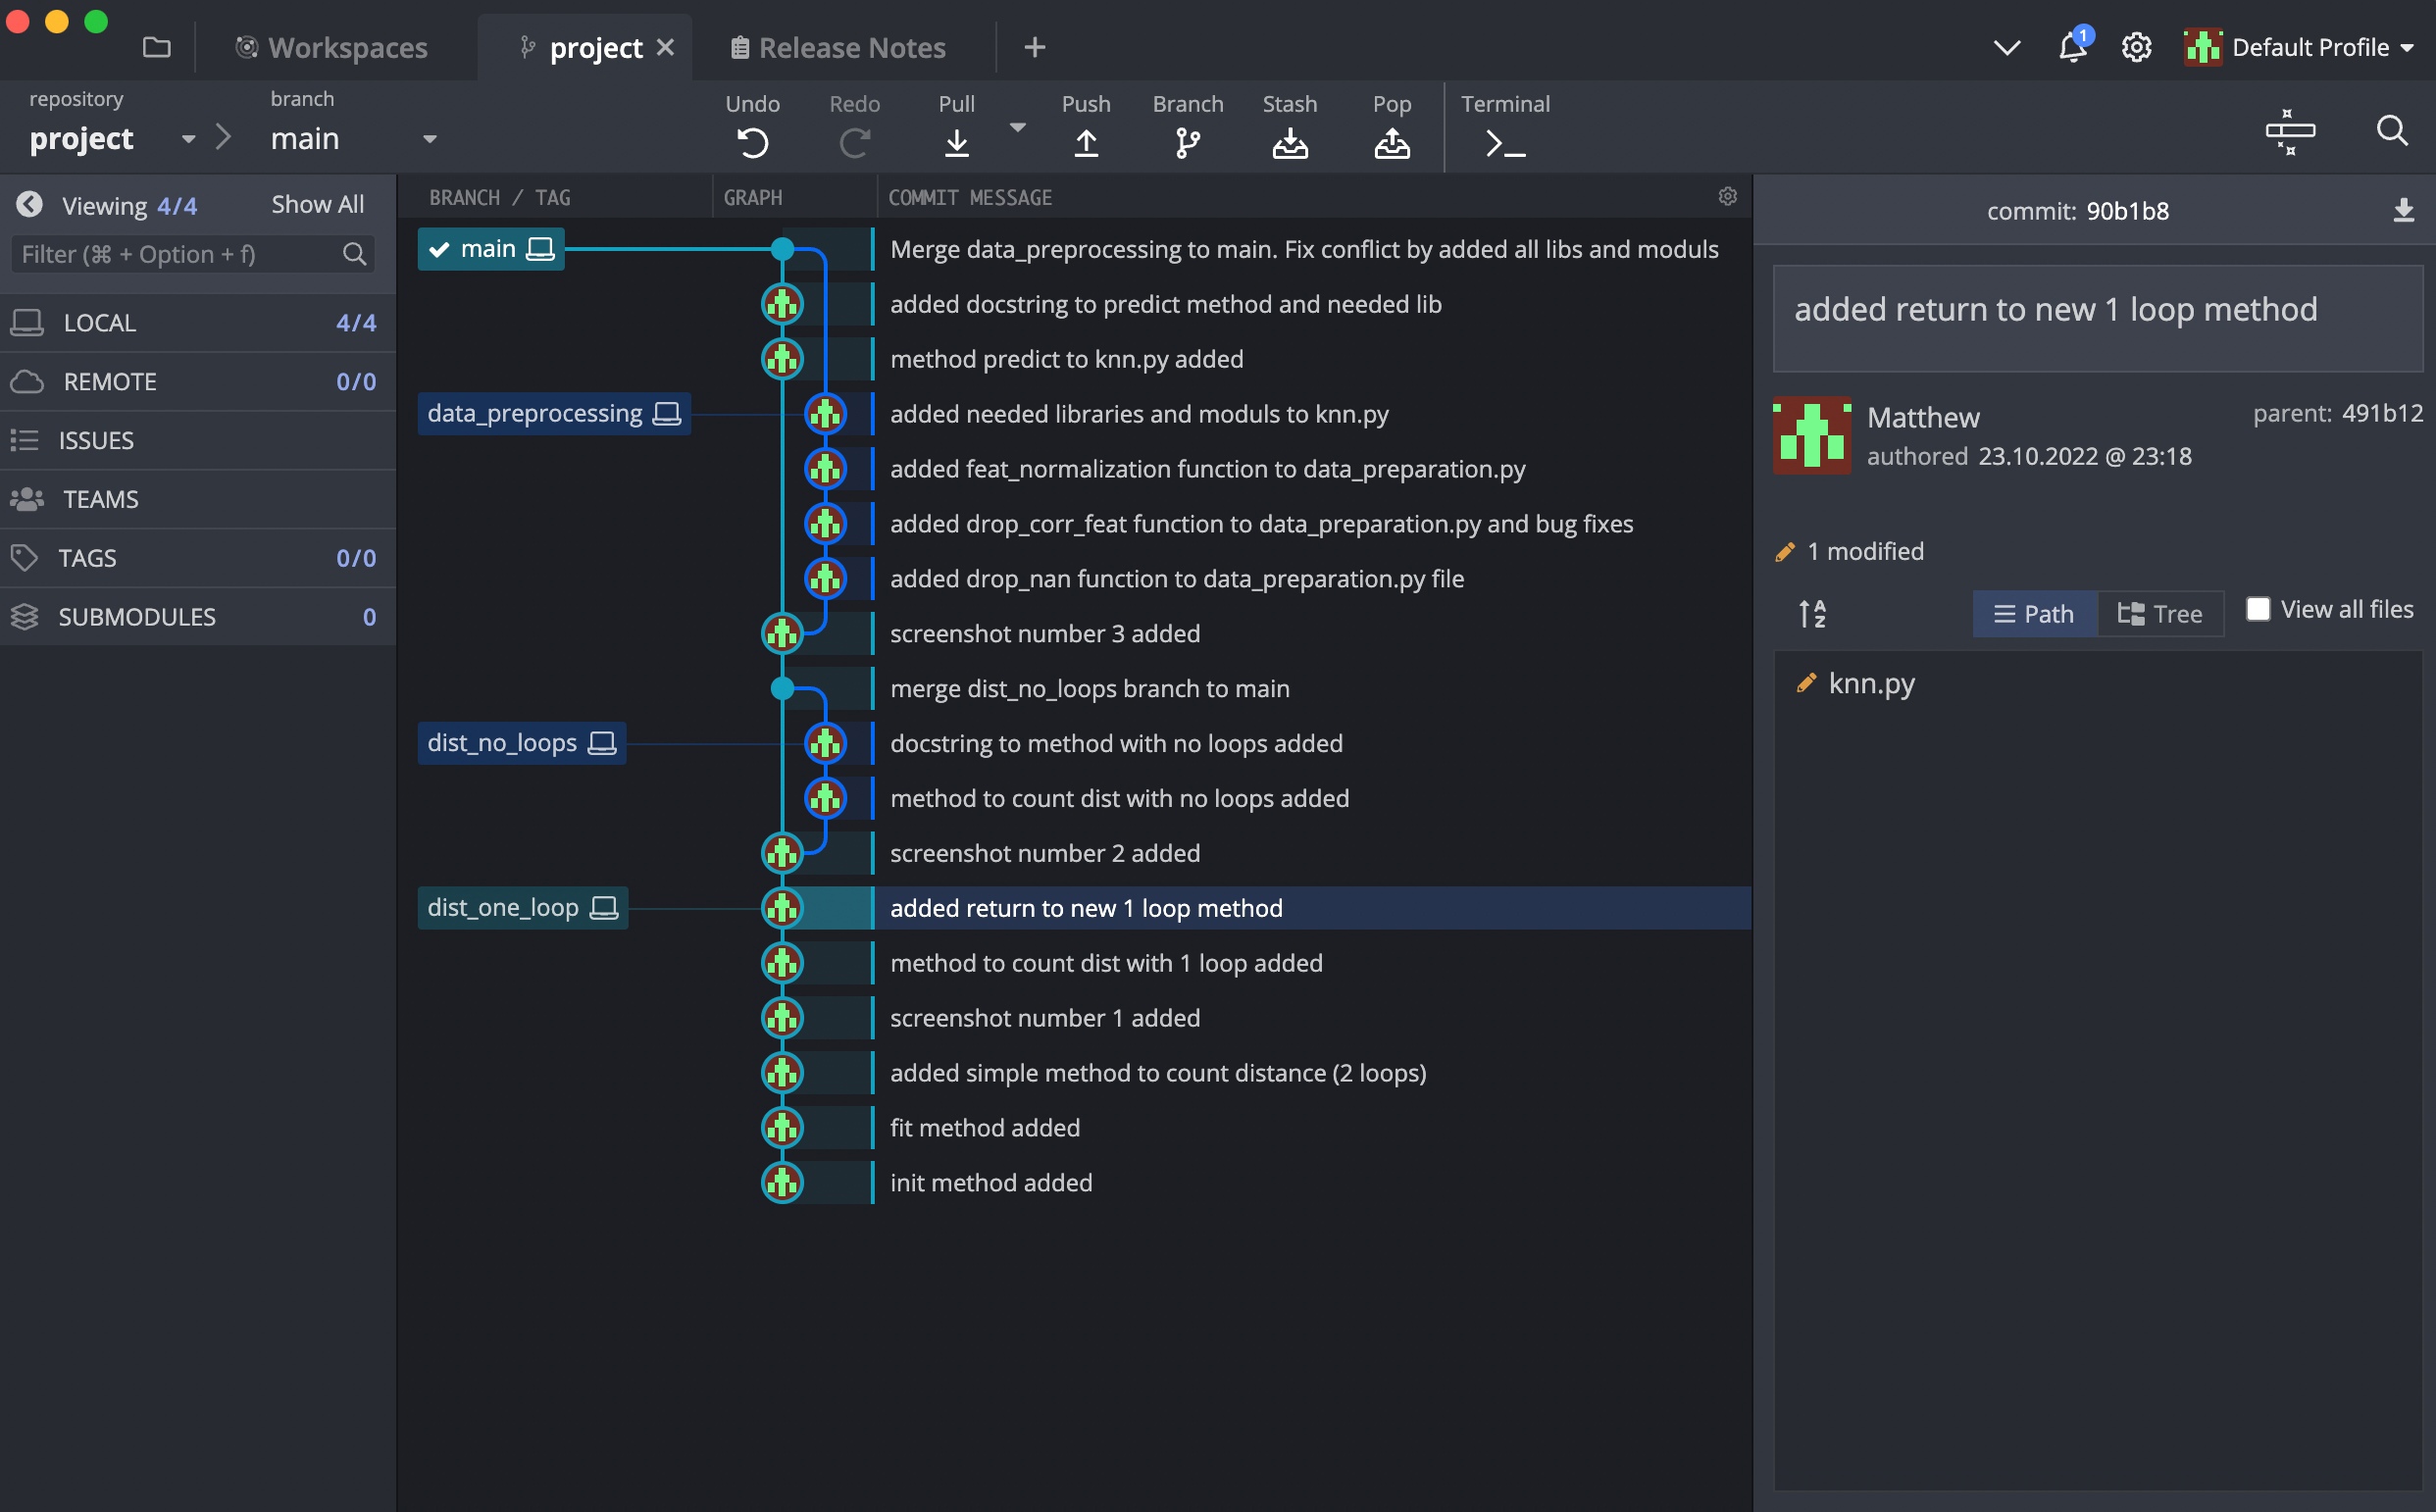 Workspaces
project
Release Notes
1
Default Profile
repository
project
branch
main
Undo
Redo
Pull
Push
Branch
Stash
Pop
Terminal
Viewing 4/4
Show All
Filter (⌘ + Option + f)
LOCAL 4/4
REMOTE 0/0
ISSUES
TEAMS
TAGS 0/0
SUBMODULES 0
BRANCH / TAG
GRAPH
COMMIT MESSAGE
main
Merge data_preprocessing to main. Fix conflict by added all libs and moduls
added docstring to predict method and needed lib
method predict to knn.py added
data_preprocessing
added needed libraries and moduls to knn.py
added feat_normalization function to data_preparation.py
added drop_corr_feat function to data_preparation.py and bug fixes
added drop_nan function to data_preparation.py file
screenshot number 3 added
merge dist_no_loops branch to main
dist_no_loops
docstring to method with no loops added
method to count dist with no loops added
screenshot number 2 added
dist_one_loop
added return to new 1 loop method
method to count dist with 1 loop added
screenshot number 1 added
added simple method to count distance (2 loops)
fit method added
init method added
commit: 90b1b8
added return to new 1 loop method
Matthew
authored 23.10.2022 @ 23:18
parent: 491b12
1 modified
A
Z
Path
Tree
View all files
knn.py